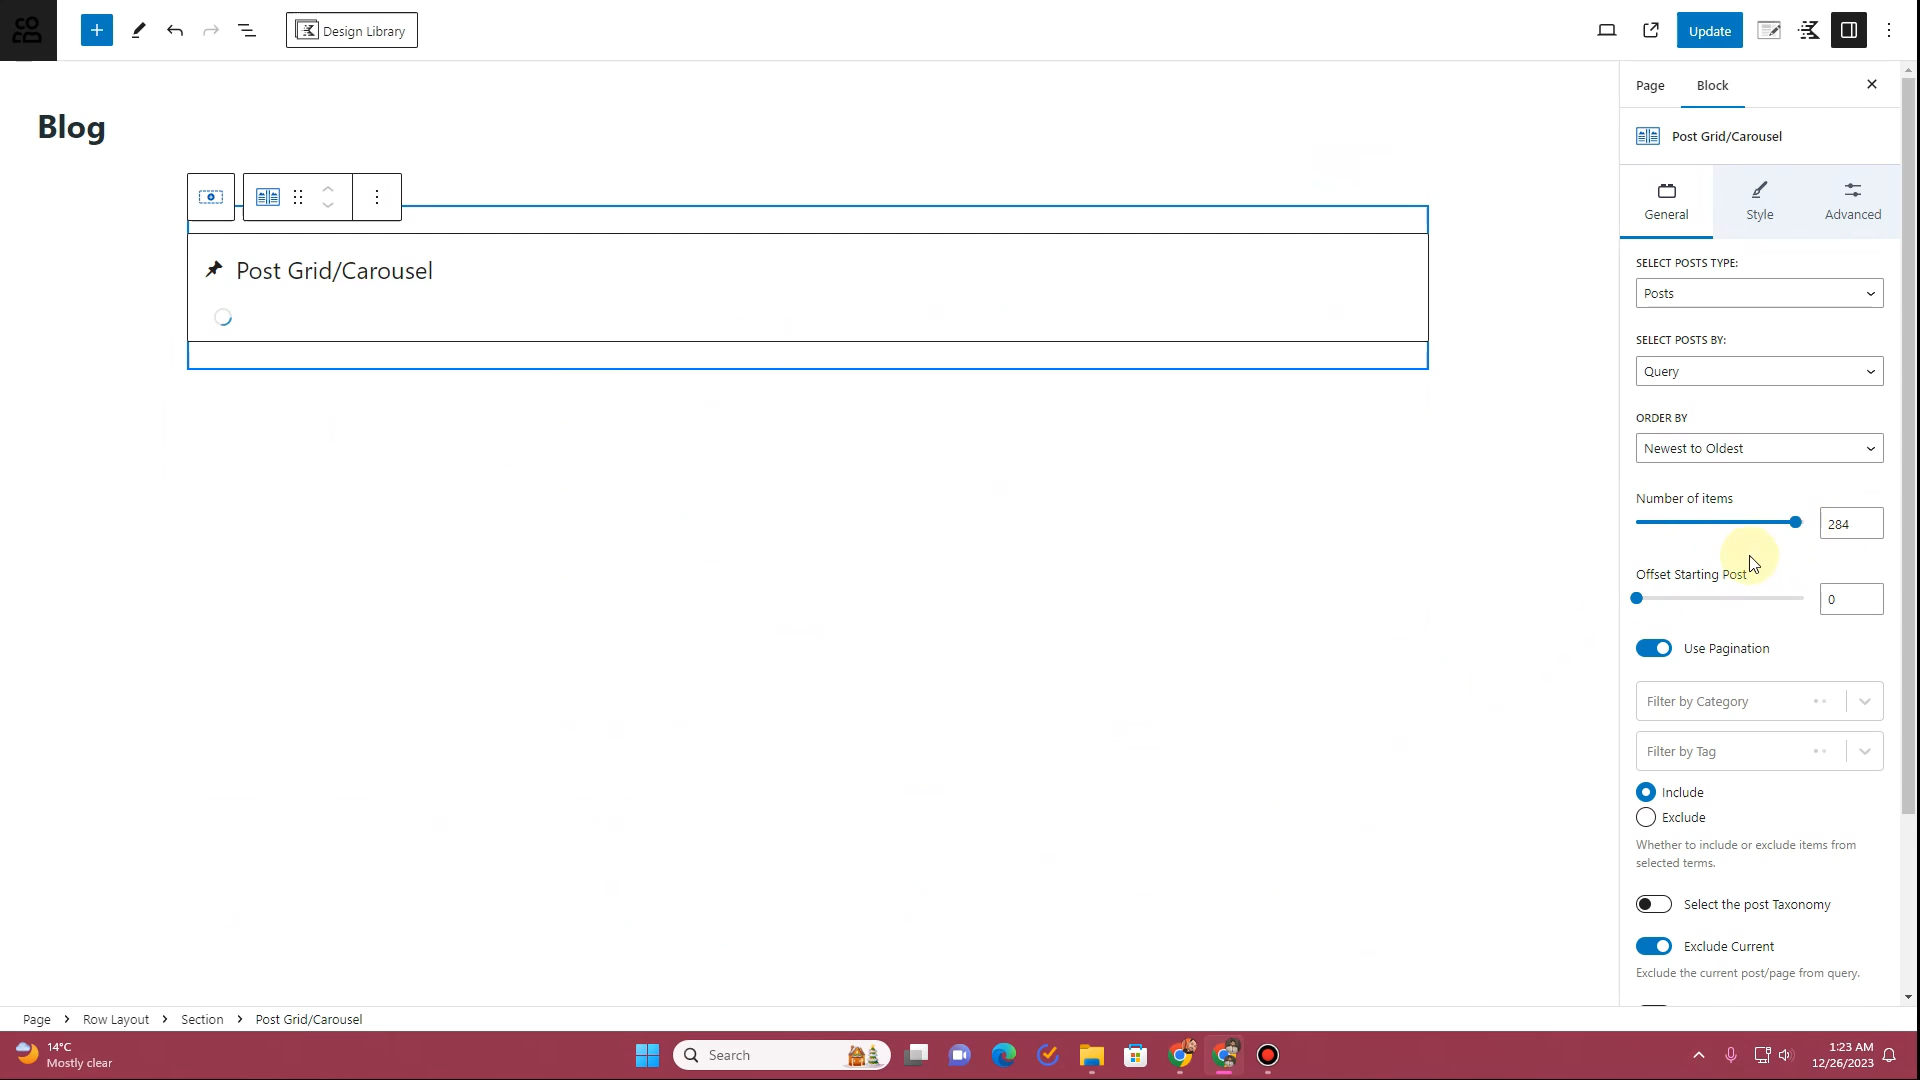 Design Library
Update
Page
Block
Post Grid/Carousel
General
Style
Advanced
Blog
Post Grid/Carousel
SELECT POSTS TYPE:
Posts
SELECT POSTS BY:
Query
ORDER BY
Newest to Oldest
Number of items
284
Offset Starting Post
0
Use Pagination
Filter by Category
Filter by Tag
Include
Exclude
Whether to include or exclude items from
selected terms.
Select the post Taxonomy
Exclude Current
Exclude the current post/page from query.
Page > Row Layout > Section > Post Grid/Carousel
14°C
Mostly clear
Search
1:23 AM
12/26/2023